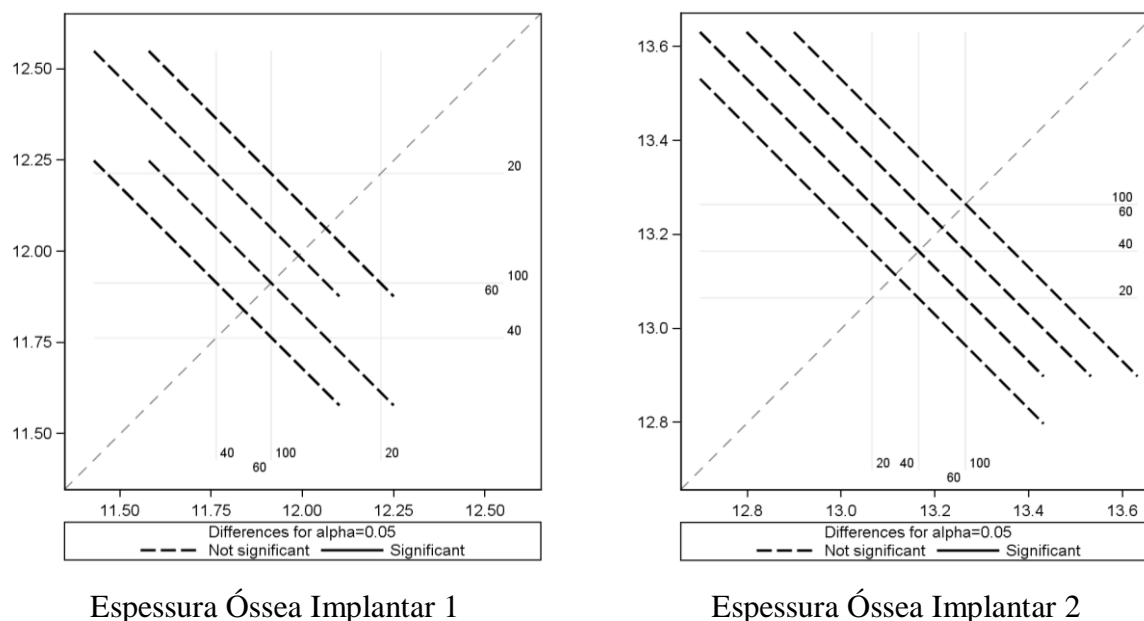 12.50
12.25
12.00
11.75
11.50
20
100
60
40
40
60
100
20
11.50 11.75 12.00 12.25 12.50
Differences for alpha=0.05
Not significant Significant
Espessura Óssea Implantar 1
13.6
13.4
13.2
13.0
12.8
100
60
40
20
20 40 100
60
12.8 13.0 13.2 13.4 13.6
Differences for alpha=0.05
Not significant Significant
Espessura Óssea Implantar 2